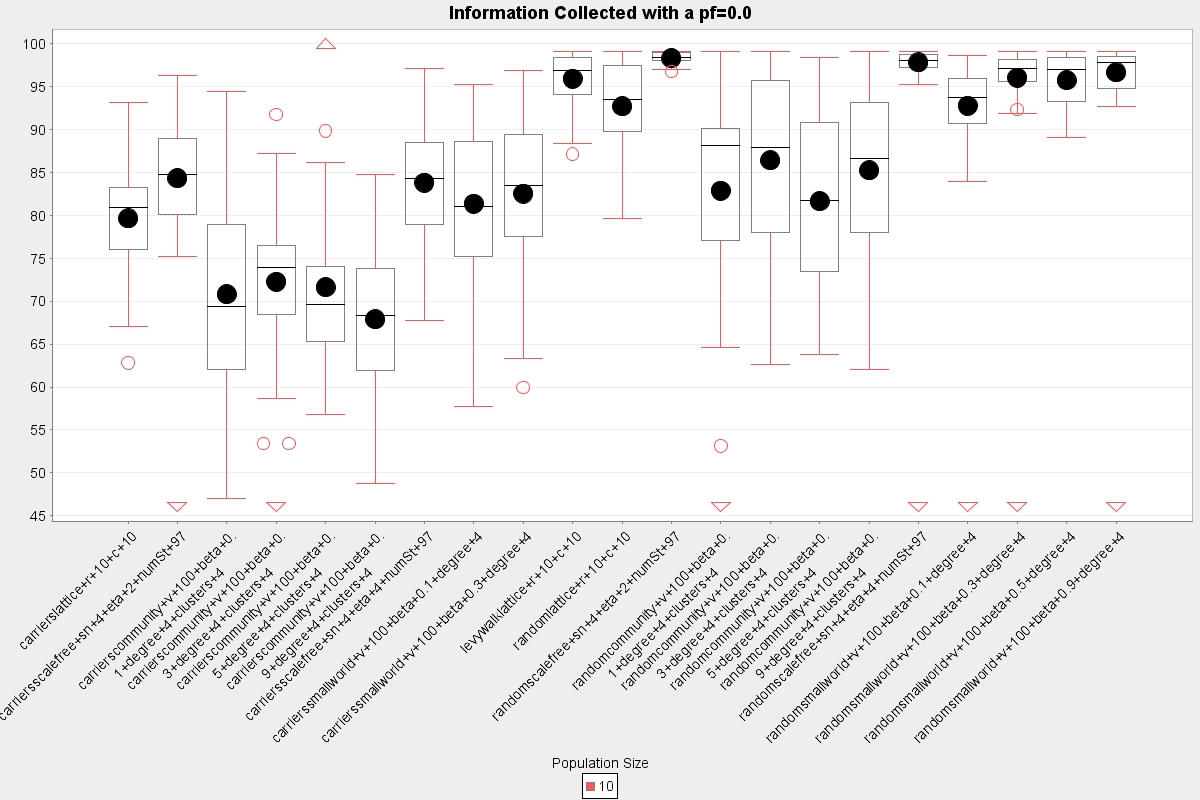 Information Collected with a pf=0.0
100
95
90
85
80
75
70
65
60
55
50
45
carrierslattice+r+10+c+10
carriersscalefree+sn+4+eta+2+numSt+97
carrierscommunity+v+100+beta+0.
1+degree+4+clusters+4
carrierscommunity+v+100+beta+0.
3+degree+4+clusters+4
carrierscommunity+v+100+beta+0.
5+degree+4+clusters+4
carrierscommunity+v+100+beta+0.
9+degree+4+clusters+4
carriersscalefree+sn+4+eta+4+numSt+97
carrierssmallworld+v+100+beta+0.1+degree+4
carrierssmallworld+v+100+beta+0.3+degree+4
levywalklattice+r+10+c+10
randomlattice+r+10+c+10
randomscalefree+sn+4+eta+2+numSt+97
randomcommunity+v+100+beta+0.
1+degree+4+clusters+4
randomcommunity+v+100+beta+0.
3+degree+4+clusters+4
randomcommunity+v+100+beta+0.
5+degree+4+clusters+4
randomcommunity+v+100+beta+0.
9+degree+4+clusters+4
randomscalefree+sn+4+eta+4+numSt+97
randomsmallworld+v+100+beta+0.1+degree+4
randomsmallworld+v+100+beta+0.3+degree+4
randomsmallworld+v+100+beta+0.5+degree+4
randomsmallworld+v+100+beta+0.9+degree+4
Population Size
10